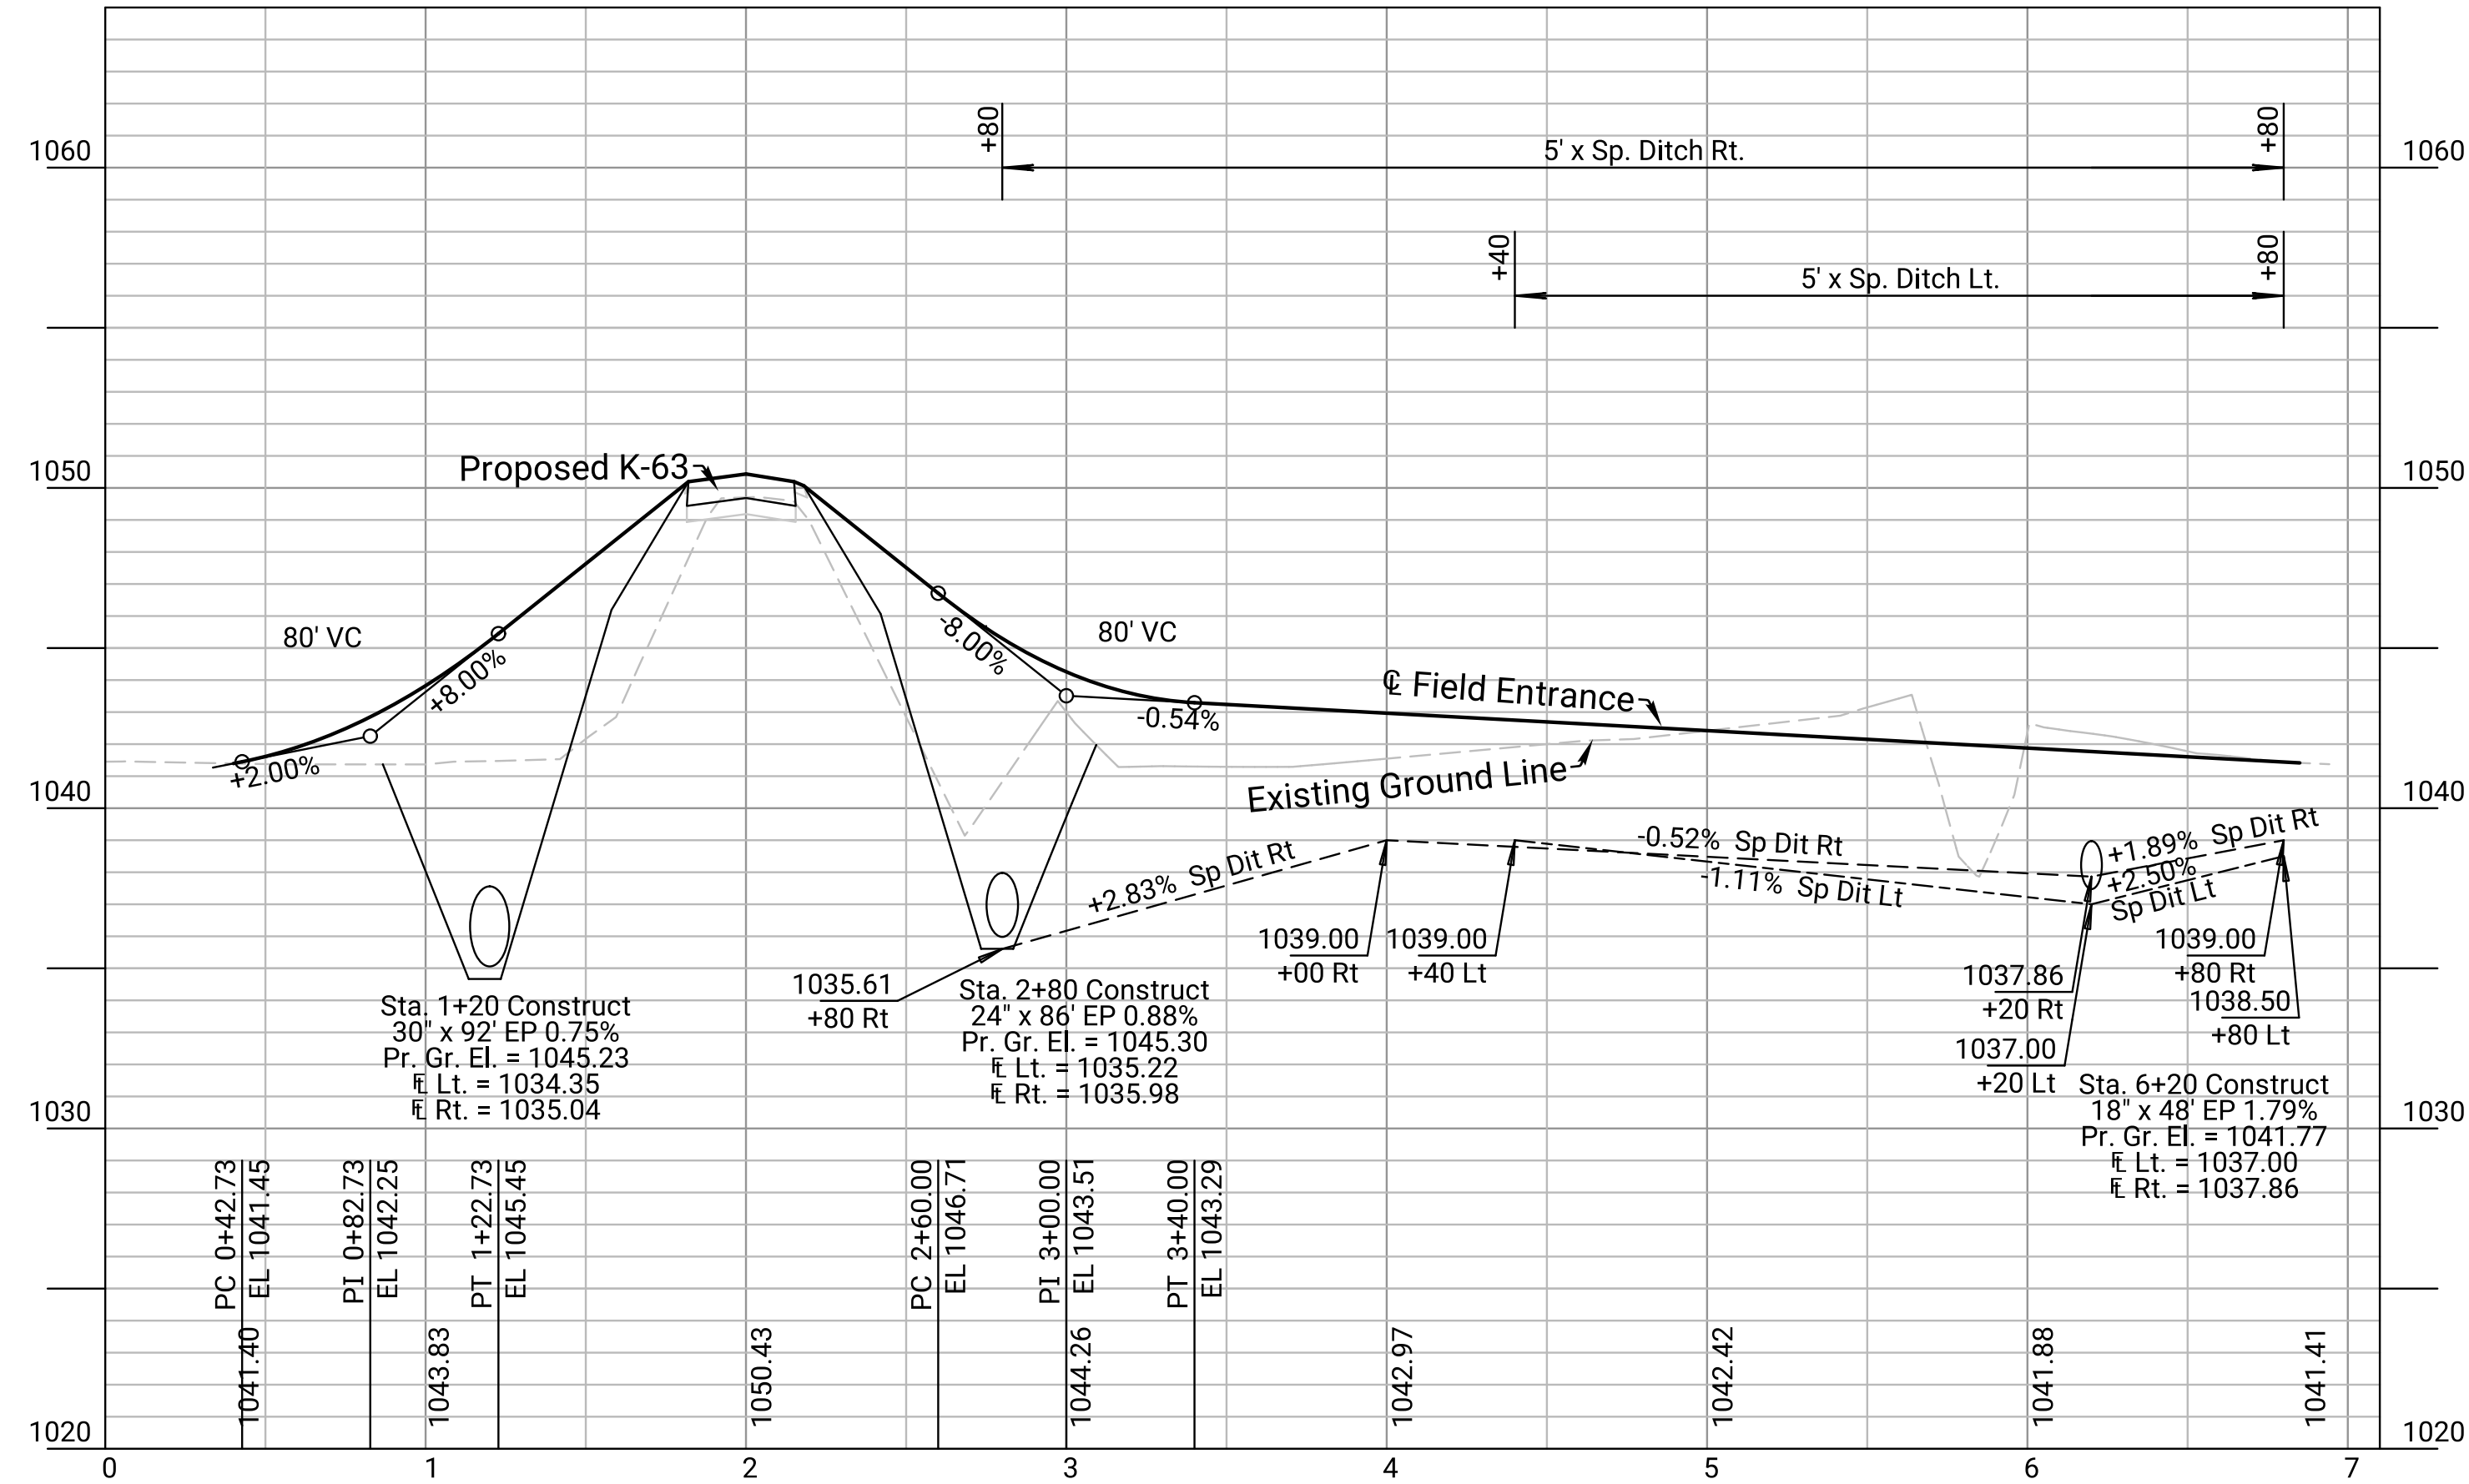 +80
+80
1060
5' x Sp. Ditch Rt.
1060
+40
+80
5' x Sp. Ditch Lt.
1050
Proposed K-63
1050
80' VC
+8.00%
-8.00%
80' VC
+2.00%
-0.54%
℄ Field Entrance
Existing Ground Line
1040
1040
+2.83% Sp Dit Rt
-0.52% Sp Dit Rt
-1.11% Sp Dit Lt
+1.89% Sp Dit Rt
+2.50%
Sp Dit Lt
1035.61
+80 Rt
1039.00
+00 Rt
1039.00
+40 Lt
1037.86
+20 Rt
1037.00
+20 Lt
1039.00
+80 Rt
1038.50
+80 Lt
Sta. 1+20 Construct
30" x 92' EP 0.75%
Pr. Gr. El. = 1045.23
FL Lt. = 1034.35
FL Rt. = 1035.04
Sta. 2+80 Construct
24" x 86' EP 0.88%
Pr. Gr. El. = 1045.30
FL Lt. = 1035.22
FL Rt. = 1035.98
Sta. 6+20 Construct
18" x 48' EP 1.79%
Pr. Gr. El. = 1041.77
FL Lt. = 1037.00
FL Rt. = 1037.86
1030
1030
PC 0+42.73
EL 1041.45
PI 0+82.73
EL 1042.25
PT 1+22.73
EL 1045.45
PC 2+60.00
EL 1046.71
PI 3+00.00
EL 1043.51
PT 3+40.00
EL 1043.29
1041.40
1043.83
1050.43
1044.26
1042.97
1042.42
1041.88
1041.41
1020
1020
0
1
2
3
4
5
6
7